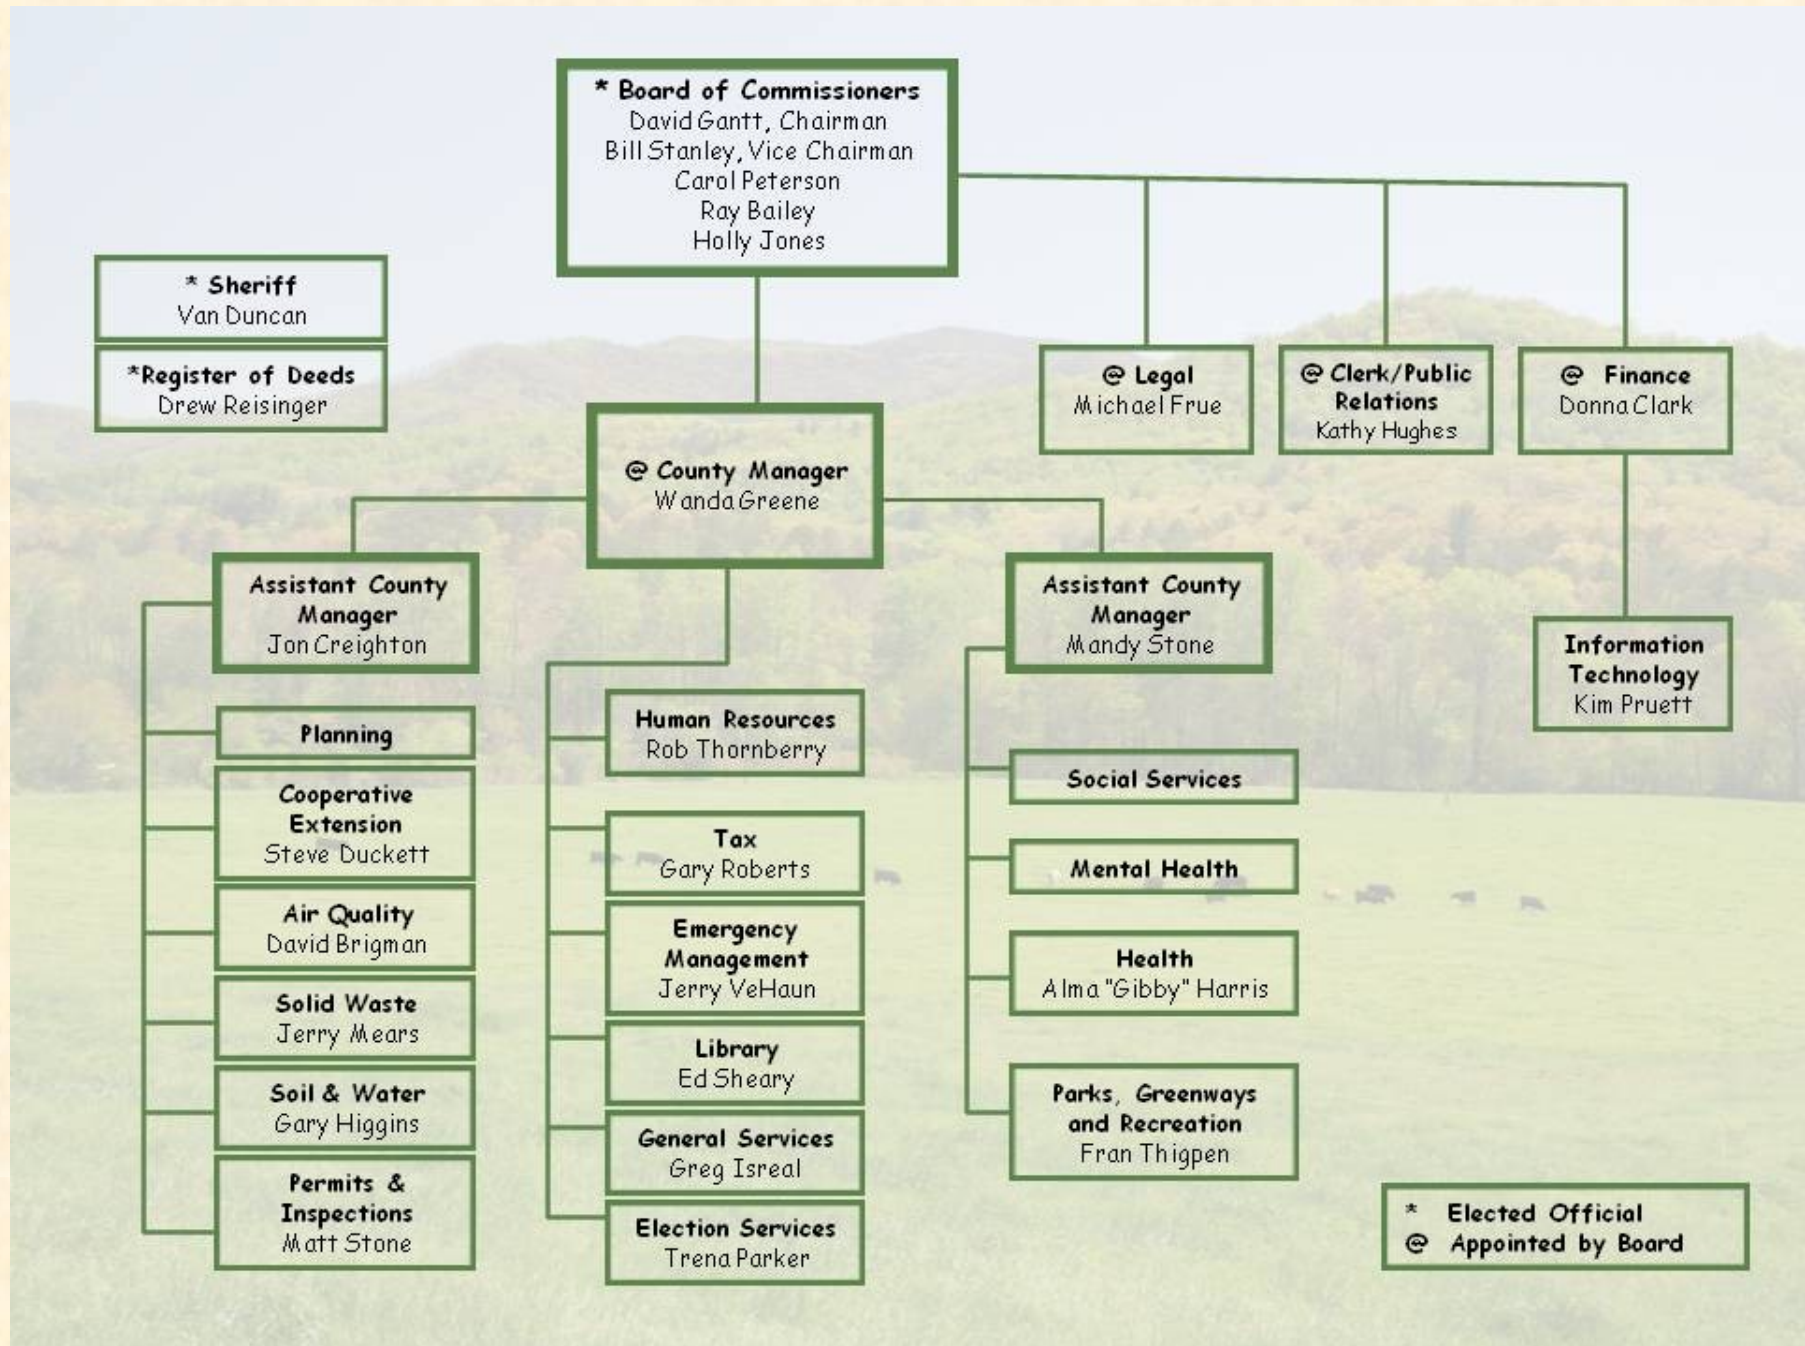 * Board of Commissioners
David Gantt, Chairman
Bill Stanley, Vice Chairman
Carol Peterson
Ray Bailey
Holly Jones
* Sheriff
Van Duncan
*Register of Deeds
Drew Reisinger
@ Legal
Michael Frue
@ Clerk/Public
Relations
Kathy Hughes
@ Finance
Donna Clark
@ County Manager
Wanda Greene
Assistant County
Manager
Jon Creighton
Assistant County
Manager
Mandy Stone
Information
Technology
Kim Pruett
Planning
Cooperative
Extension
Steve Duckett
Air Quality
David Brigman
Solid Waste
Jerry Mears
Soil & Water
Gary Higgins
Permits &
Inspections
Matt Stone
Human Resources
Rob Thornberry
Tax
Gary Roberts
Emergency
Management
Jerry VeHaun
Library
Ed Sheary
General Services
Greg Isreal
Election Services
Trena Parker
Social Services
Mental Health
Health
Alma "Gibby" Harris
Parks, Greenways
and Recreation
Fran Thigpen
* Elected Official
@ Appointed by Board